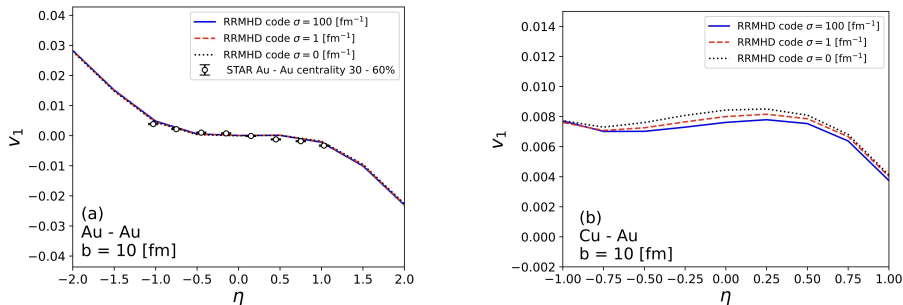 RRMHD code σ = 100 [fm⁻¹]
RRMHD code σ = 1 [fm⁻¹]
RRMHD code σ = 0 [fm⁻¹]
STAR Au - Au centrality 30 - 60%
0.04
0.03
0.02
0.01
0.00
−0.01
−0.02
−0.03
−0.04
v₁
(a)
Au - Au
b = 10 [fm]
−2.0 −1.5 −1.0 −0.5 0.0 0.5 1.0 1.5 2.0
η
RRMHD code σ = 100 [fm⁻¹]
RRMHD code σ = 1 [fm⁻¹]
RRMHD code σ = 0 [fm⁻¹]
0.014
0.012
0.010
0.008
0.006
0.004
0.002
0.000
−0.002
v₁
(b)
Cu - Au
b = 10 [fm]
−1.00 −0.75 −0.50 −0.25 0.00 0.25 0.50 0.75 1.00
η